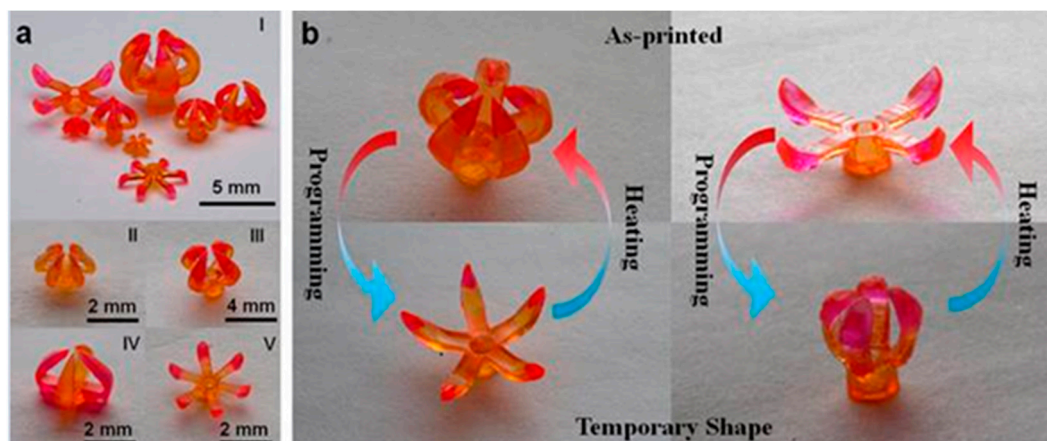 a
I
5 mm
II
2 mm
III
4 mm
IV
2 mm
V
2 mm
b
As-printed
Programming
Heating
Programming
Heating
Temporary Shape